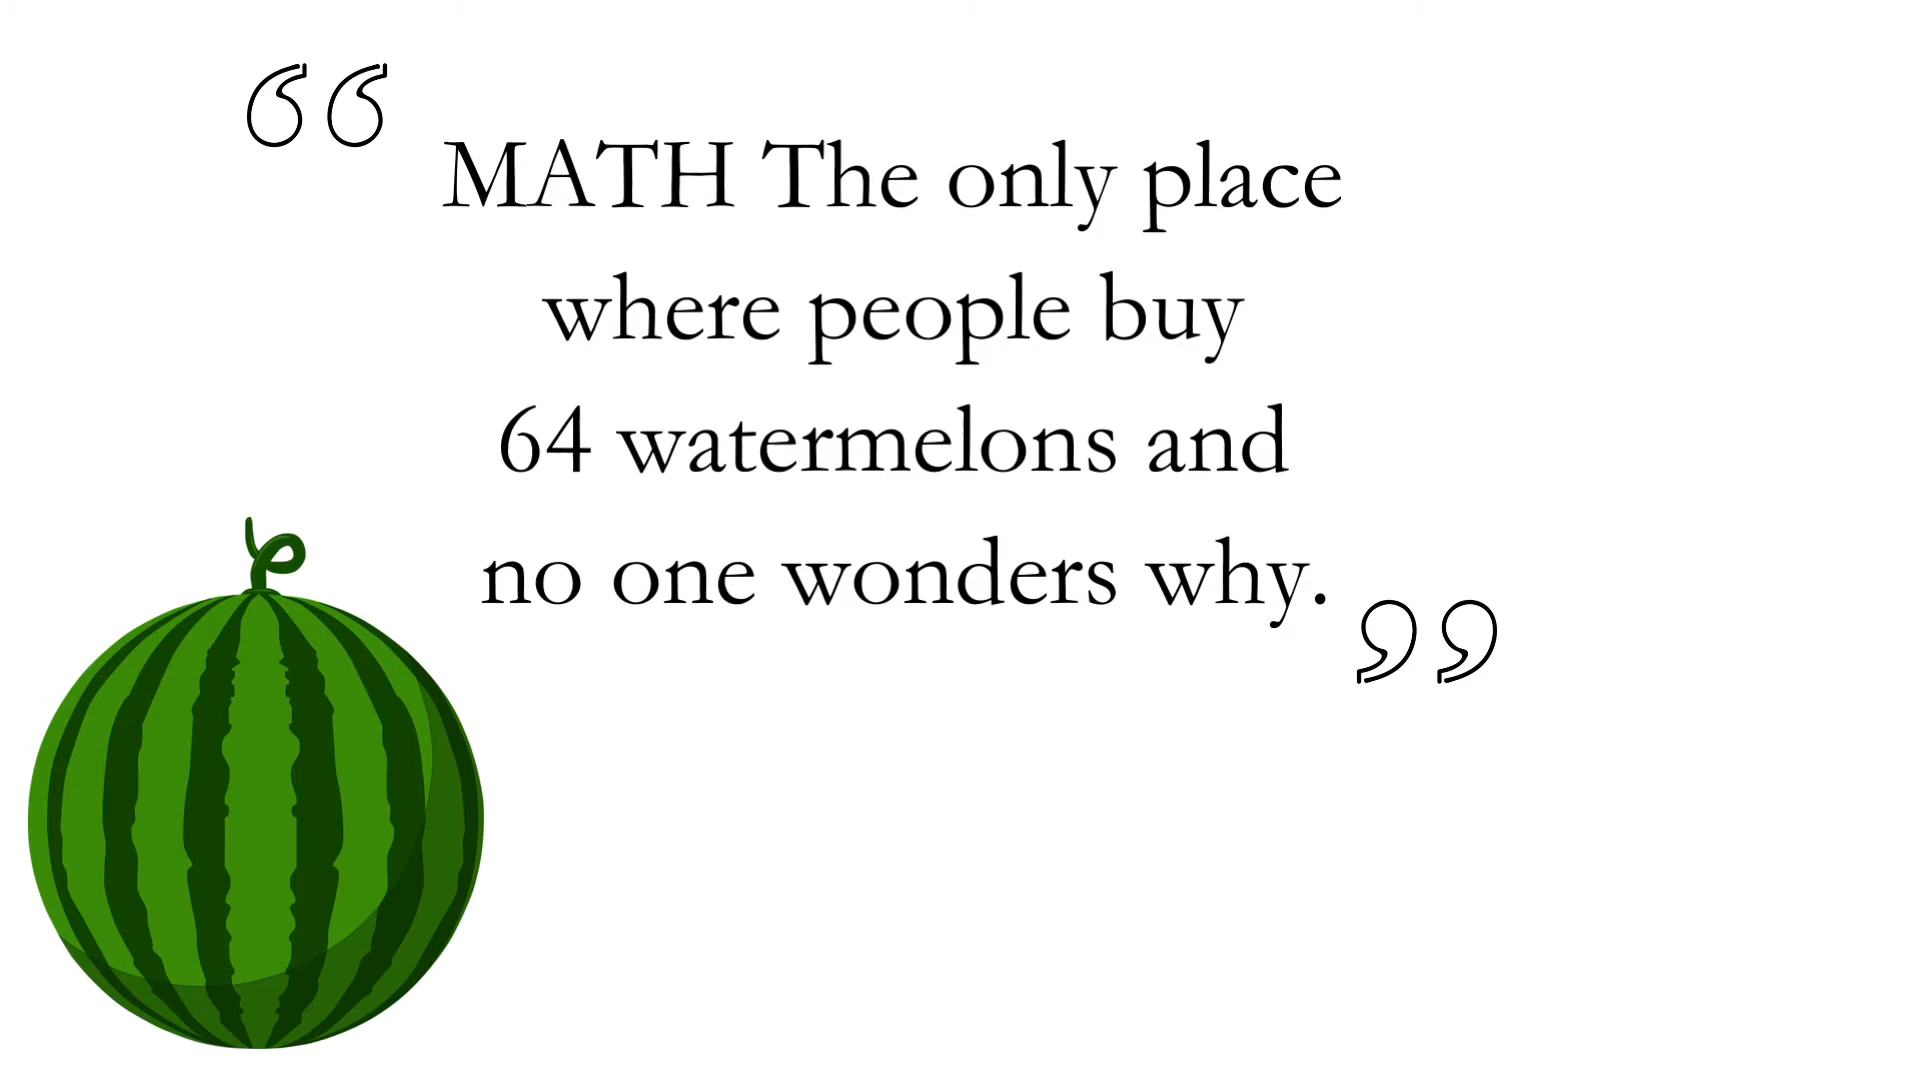 “MATH The only place
where people buy
64 watermelons and
no one wonders why.”